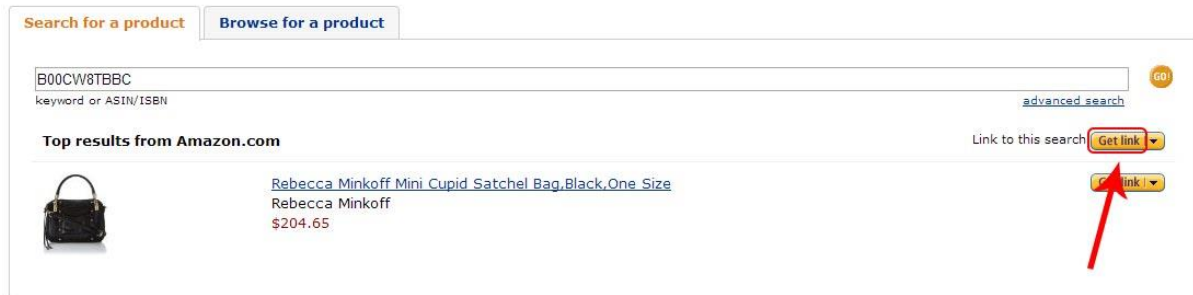 Search for a product Browse for a product
B00CW8TBBC GO!
keyword or ASIN/ISBN advanced search
Top results from Amazon.com Link to this search Get link
Rebecca Minkoff Mini Cupid Satchel Bag,Black,One Size Get link
Rebecca Minkoff
$204.65